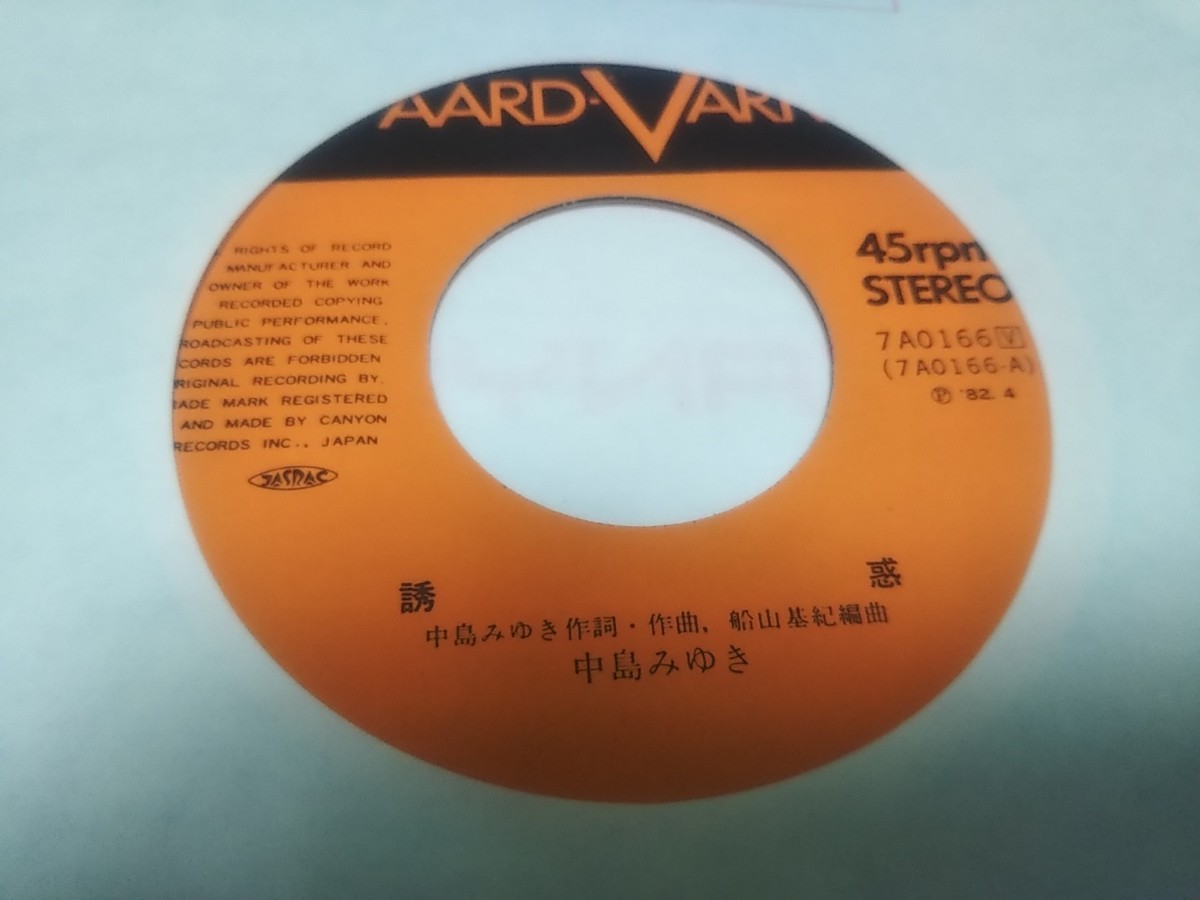 AARD-VARK
RIGHTS OF RECORD
MANUFACTURER AND
OWNER OF THE WORK
RECORDED COPYING
PUBLIC PERFORMANCE,
ROADCASTING OF THESE
CORDS ARE FORBIDDEN
RIGINAL RECORDING BY,
RADE MARK REGISTERED
AND MADE BY CANYON
RECORDS INC., JAPAN
JASRAC
45rpm
STEREO
7A0166 V
(7A0166-A)
Ⓟ '82. 4
誘惑
中島みゆき作詞・作曲, 船山基紀編曲
中島みゆき